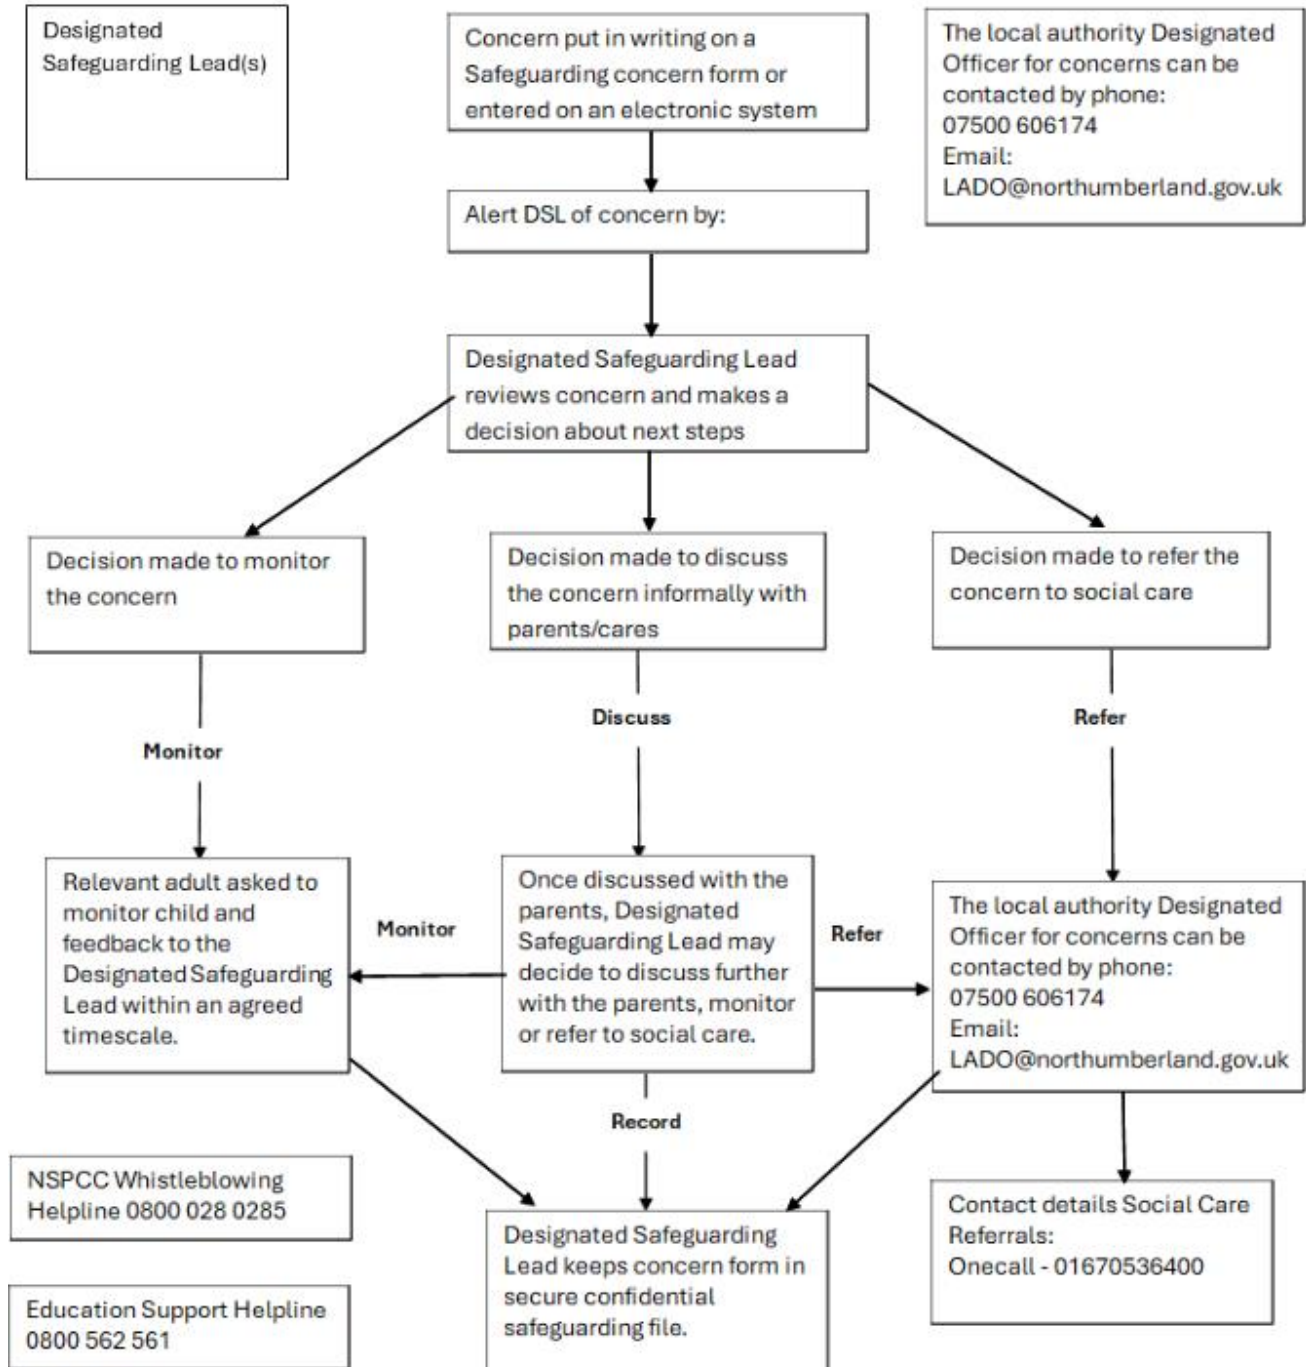 Designated
Safeguarding Lead(s)
Concern put in writing on a
Safeguarding concern form or
entered on an electronic system
The local authority Designated
Officer for concerns can be
contacted by phone:
07500 606174
Email:
LADO@northumberland.gov.uk
Alert DSL of concern by:
Designated Safeguarding Lead
reviews concern and makes a
decision about next steps
Decision made to monitor
the concern
Decision made to discuss
the concern informally with
parents/cares
Decision made to refer the
concern to social care
Monitor
Discuss
Refer
Relevant adult asked to
monitor child and
feedback to the
Designated Safeguarding
Lead within an agreed
timescale.
Monitor
Once discussed with the
parents, Designated
Safeguarding Lead may
decide to discuss further
with the parents, monitor
or refer to social care.
Refer
The local authority Designated
Officer for concerns can be
contacted by phone:
07500 606174
Email:
LADO@northumberland.gov.uk
Record
NSPCC Whistleblowing
Helpline 0800 028 0285
Designated Safeguarding
Lead keeps concern form in
secure confidential
safeguarding file.
Contact details Social Care
Referrals:
Onecall - 01670536400
Education Support Helpline
0800 562 561